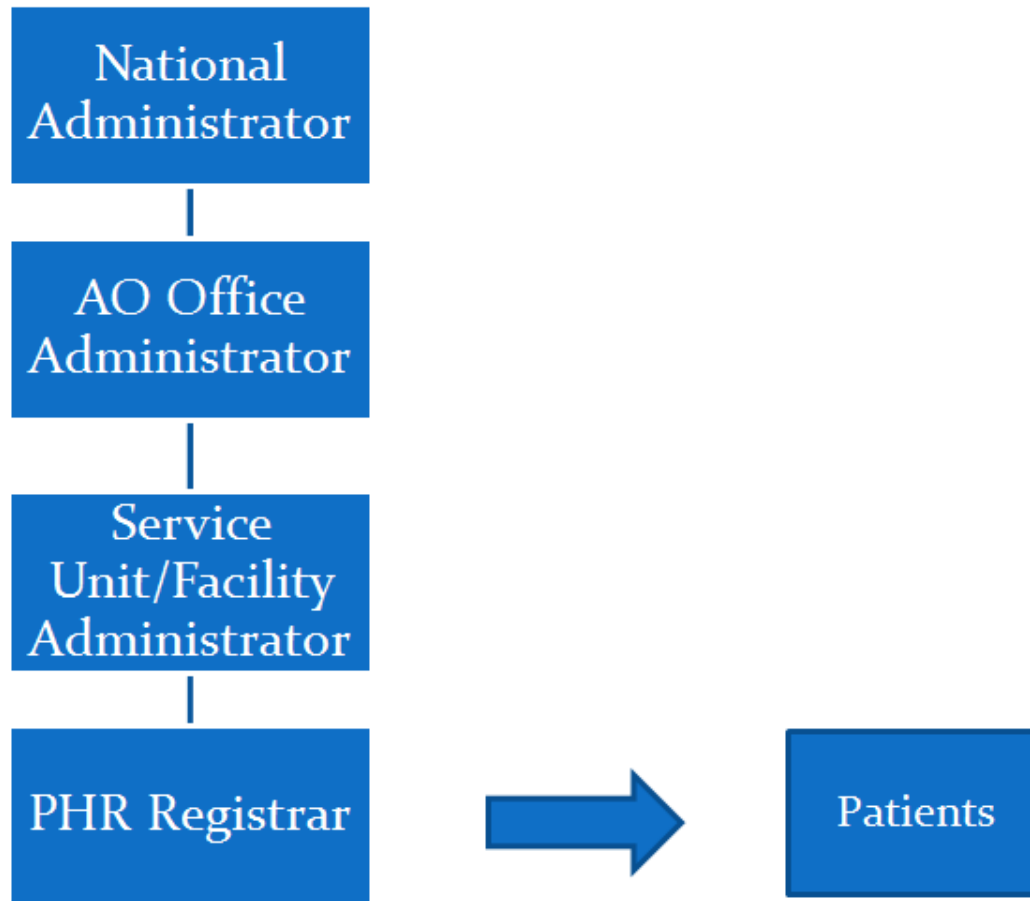 National
Administrator
AO Office
Administrator
Service
Unit/Facility
Administrator
PHR Registrar
Patients